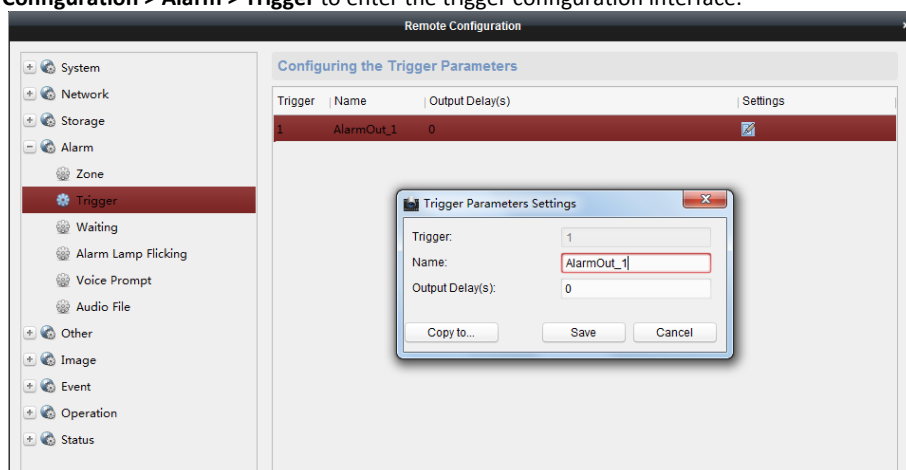 Configuration > Alarm > Trigger to enter the trigger configuration interface.
Remote Configuration
System
Network
Storage
Alarm
Zone
Trigger
Waiting
Alarm Lamp Flicking
Voice Prompt
Audio File
Other
Image
Event
Operation
Status
Configuring the Trigger Parameters
Trigger Name Output Delay(s) Settings
1 AlarmOut_1 0
Trigger Parameters Settings
Trigger: 1
Name: AlarmOut_1
Output Delay(s): 0
Copy to... Save Cancel